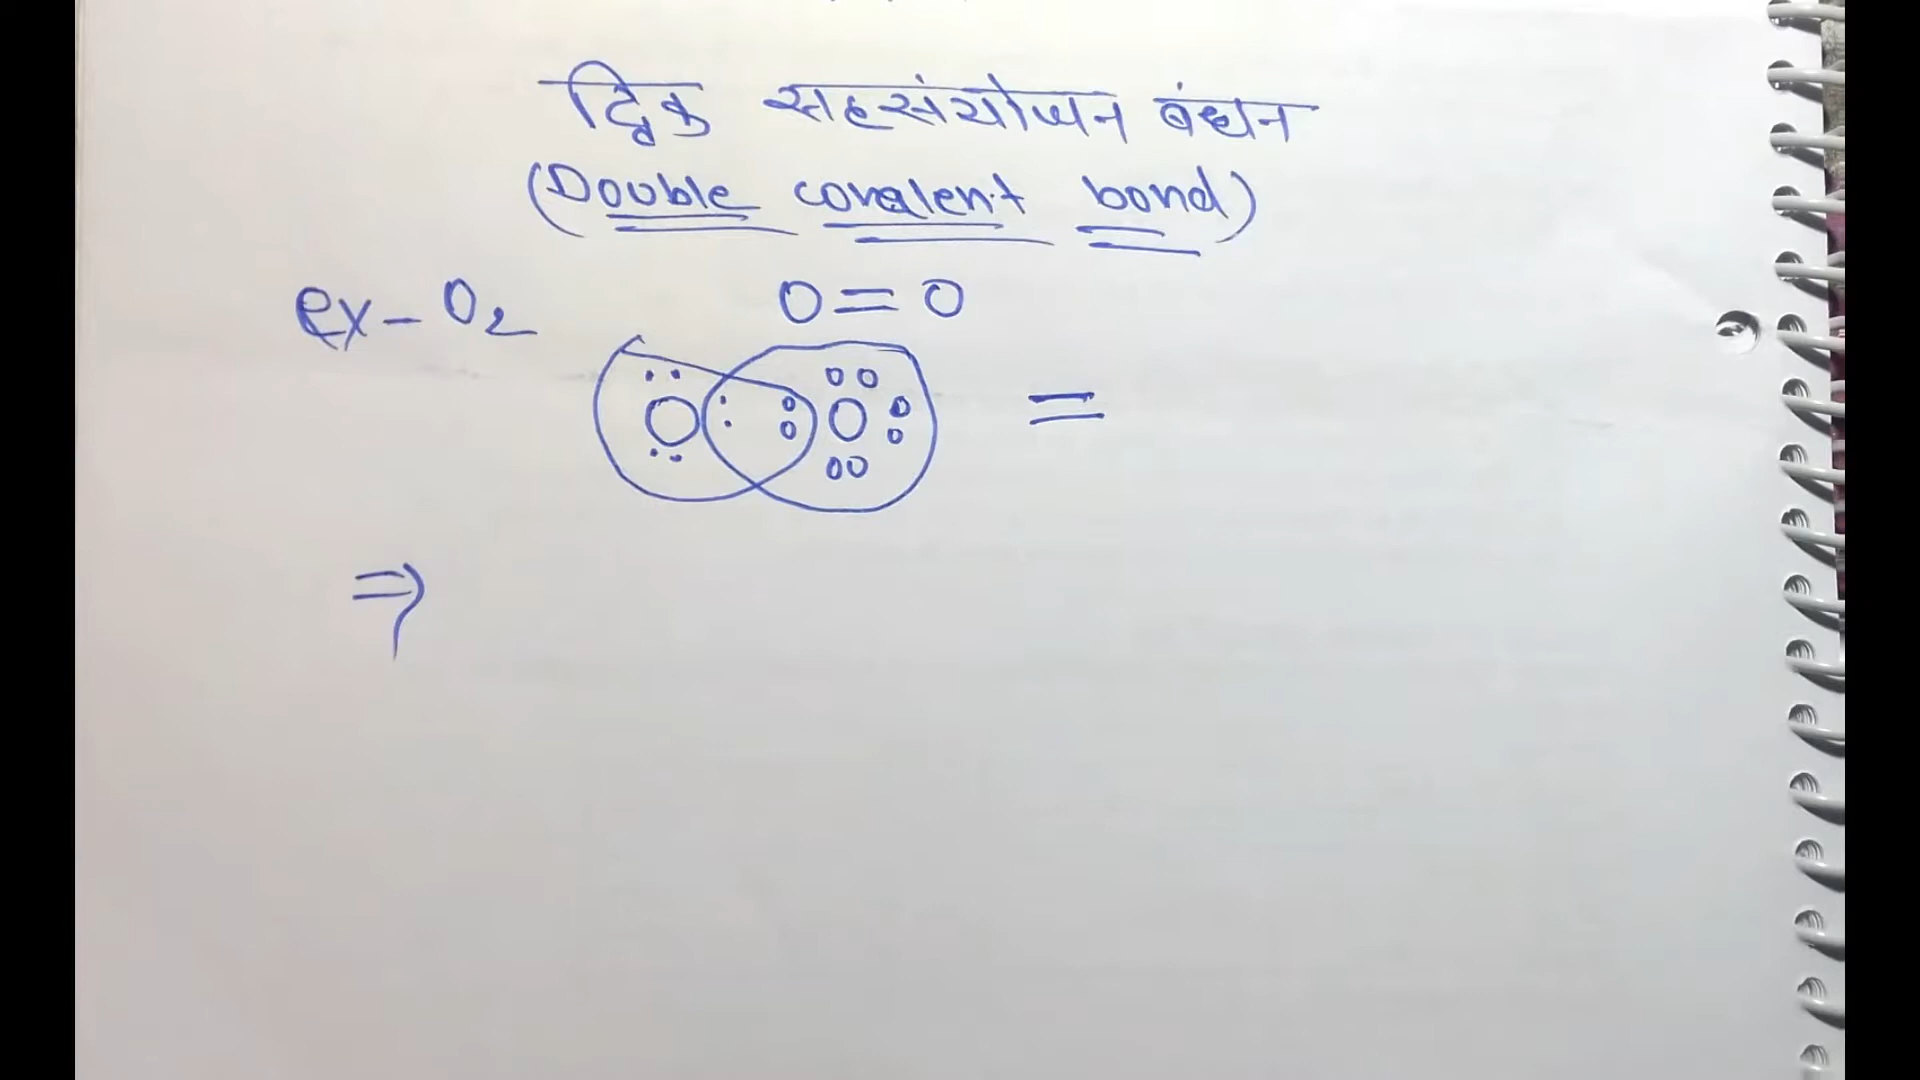 द्विक सहसंयोजन बंधन
(Double covalent bond)
ex - O₂ O = O
O O =
⇒